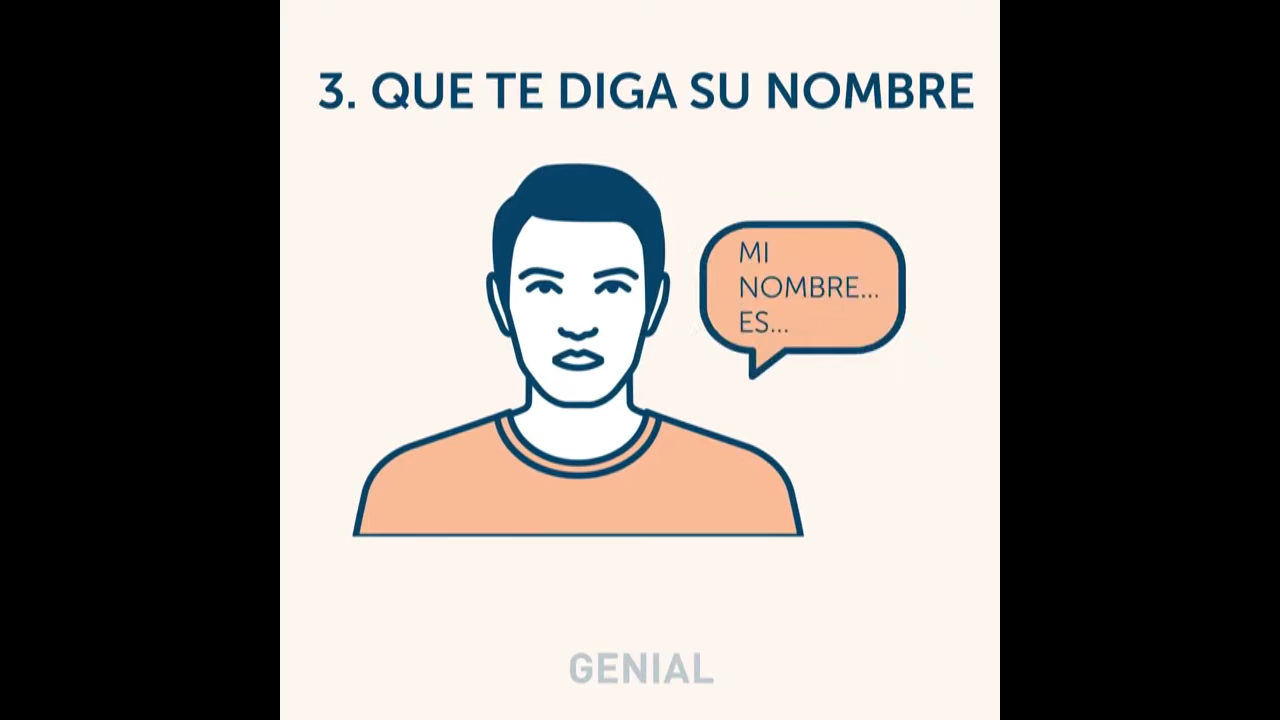 3. QUE TE DIGA SU NOMBRE
MI
NOMBRE...
ES...
GENIAL